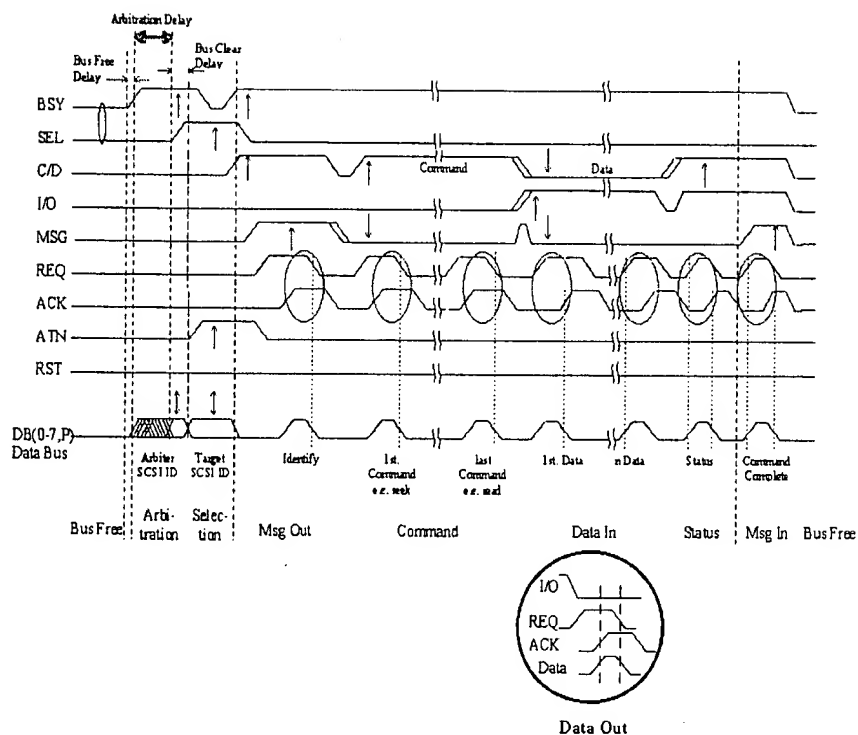 Arbitration Delay
Bus Free
Delay
Bus Clear
Delay
BSY
SEL
C/D
Command
Data
I/O
MSG
REQ
ACK
ATN
RST
DB(0-7,P)
Data Bus
Arbiter
SCSI ID
Target
SCSI ID
Identify
1st.
Command
e.g. seek
last
Command
e.g. read
1st. Data
n Data
Status
Command
Complete
Bus Free
Arbi-
tration
Selec-
tion
Msg Out
Command
Data In
Status
Msg In
Bus Free
I/O
REQ
ACK
Data
Data Out